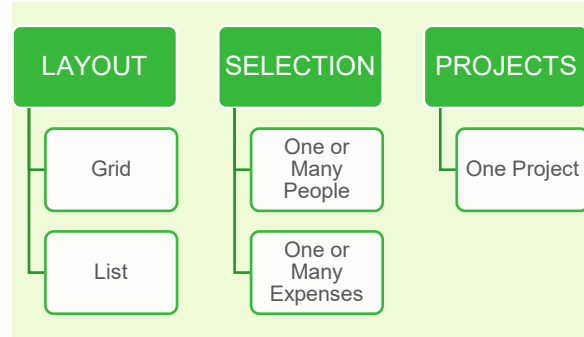 LAYOUT
Grid
List
SELECTION
One or
Many
People
One or
Many
Expenses
PROJECTS
One Project